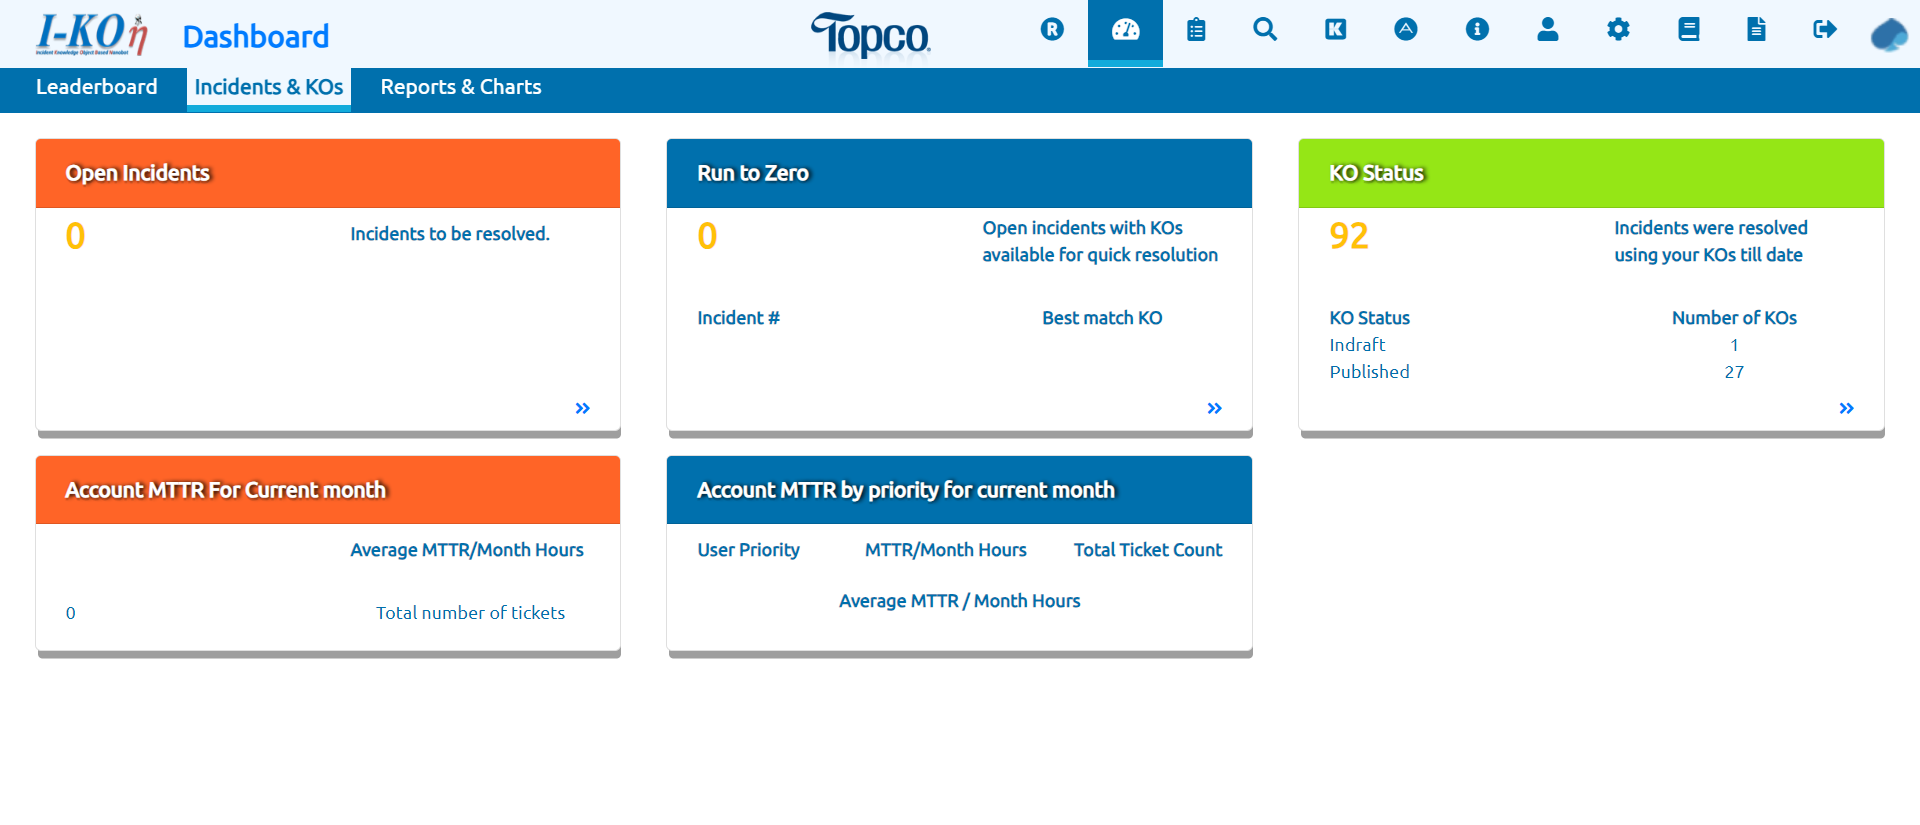 I-KO η
Incident Knowledge Object Based Nanobot
Dashboard
Topco.
R
K
A
i
Leaderboard
Incidents & KOs
Reports & Charts
Open Incidents
0
Incidents to be resolved.
»
Run to Zero
0
Open incidents with KOs
available for quick resolution
Incident #
Best match KO
»
KO Status
92
Incidents were resolved
using your KOs till date
KO Status
Number of KOs
Indraft
1
Published
27
»
Account MTTR For Current month
Average MTTR/Month Hours
0
Total number of tickets
Account MTTR by priority for current month
User Priority
MTTR/Month Hours
Total Ticket Count
Average MTTR / Month Hours